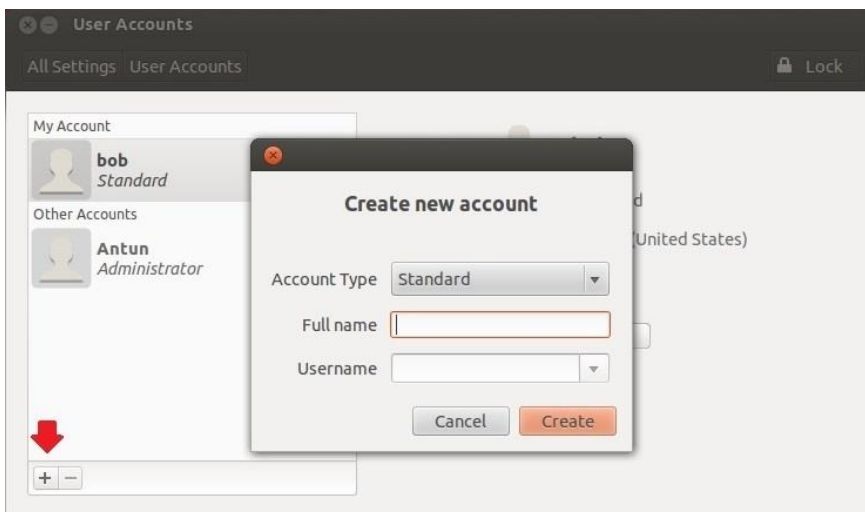 User Accounts
All Settings User Accounts
Lock
My Account
bob
Standard
Other Accounts
Antun
Administrator
Create new account
Account Type Standard
Full name
Username
Cancel Create
d
(United States)
+ −